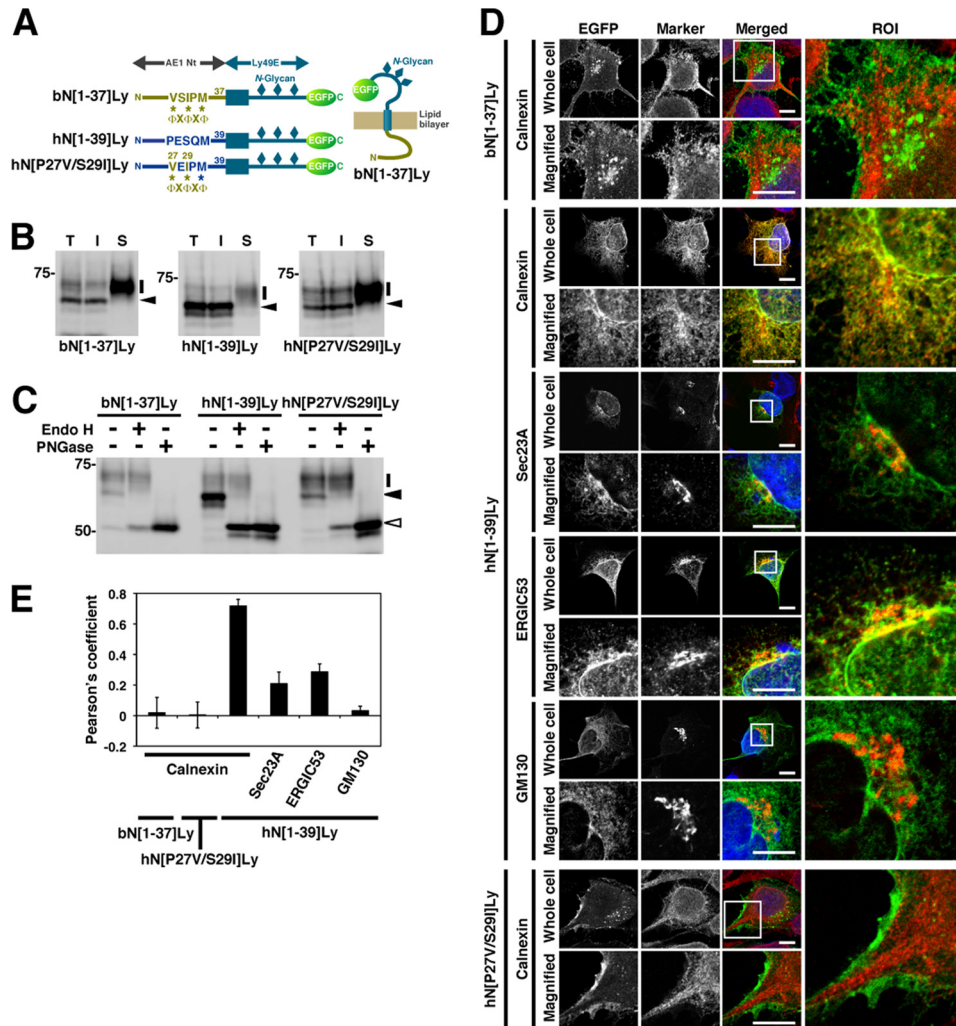 A
AE1 Nt
Ly49E
N-Glycan
bN[1-37]Ly
N
VSIPM
37
EGFP
C
ΦXΦXΦ
hN[1-39]Ly
N
PESQM
39
EGFP
C
hN[P27V/S29I]Ly
27 29
N
VEIPM
39
EGFP
C
ΦXΦXΦ
N-Glycan
EGFP
Lipid
bilayer
N
bN[1-37]Ly
B
T I S
T I S
T I S
75-
75-
75-
bN[1-37]Ly
hN[1-39]Ly
hN[P27V/S29I]Ly
C
bN[1-37]Ly hN[1-39]Ly hN[P27V/S29I]Ly
Endo H - + - - + - - + -
PNGase - - + - - + - - +
75-
50-
E
Pearson's coefficient
0.8
0.6
0.4
0.2
0
-0.2
Calnexin
Sec23A
ERGIC53
GM130
bN[1-37]Ly
hN[P27V/S29I]Ly
hN[1-39]Ly
D
EGFP Marker Merged ROI
bN[1-37]Ly
Calnexin
Whole cell
Magnified
hN[1-39]Ly
Calnexin
Whole cell
Magnified
Sec23A
Whole cell
Magnified
ERGIC53
Whole cell
Magnified
GM130
Whole cell
Magnified
hN[P27V/S29I]Ly
Calnexin
Whole cell
Magnified